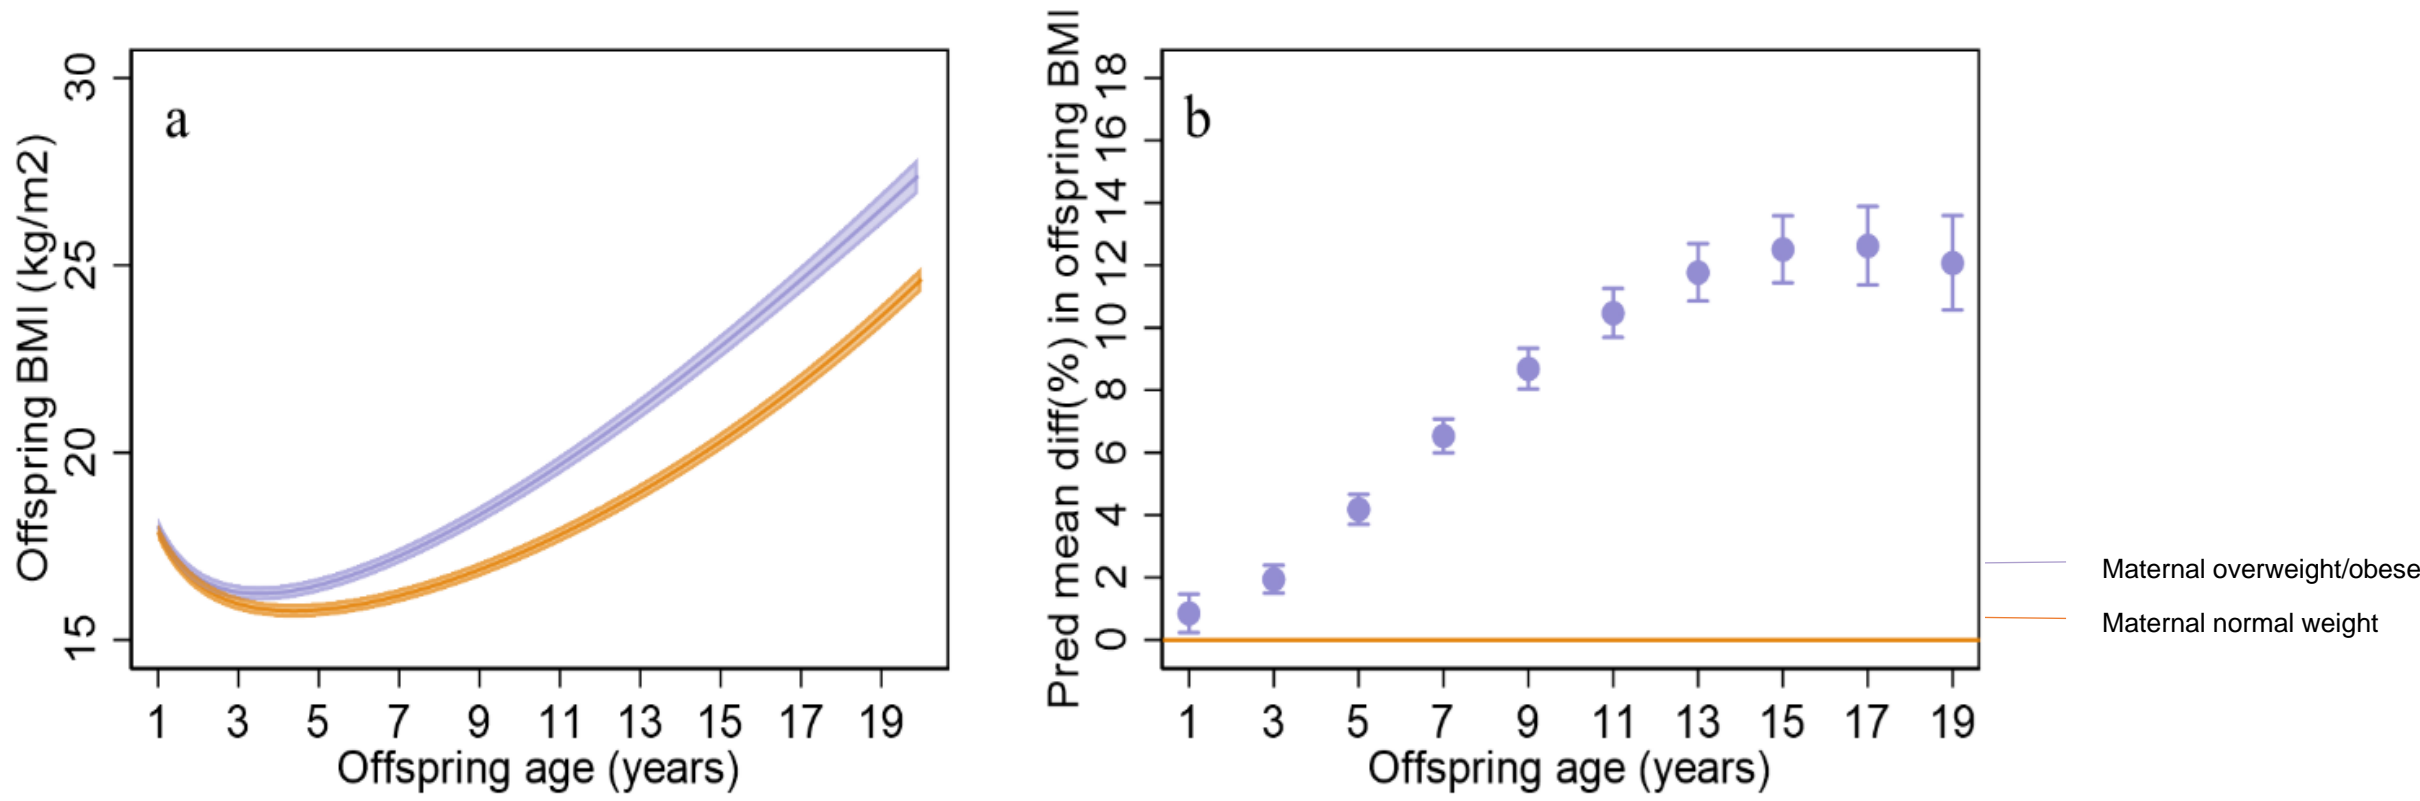 a
Offspring BMI (kg/m2)
30
25
20
15
1 3 5 7 9 11 13 15 17 19
Offspring age (years)
b
Pred mean diff(%) in offspring BMI
18
16
14
12
10
8
6
4
2
0
1 3 5 7 9 11 13 15 17 19
Offspring age (years)
Maternal overweight/obese
Maternal normal weight